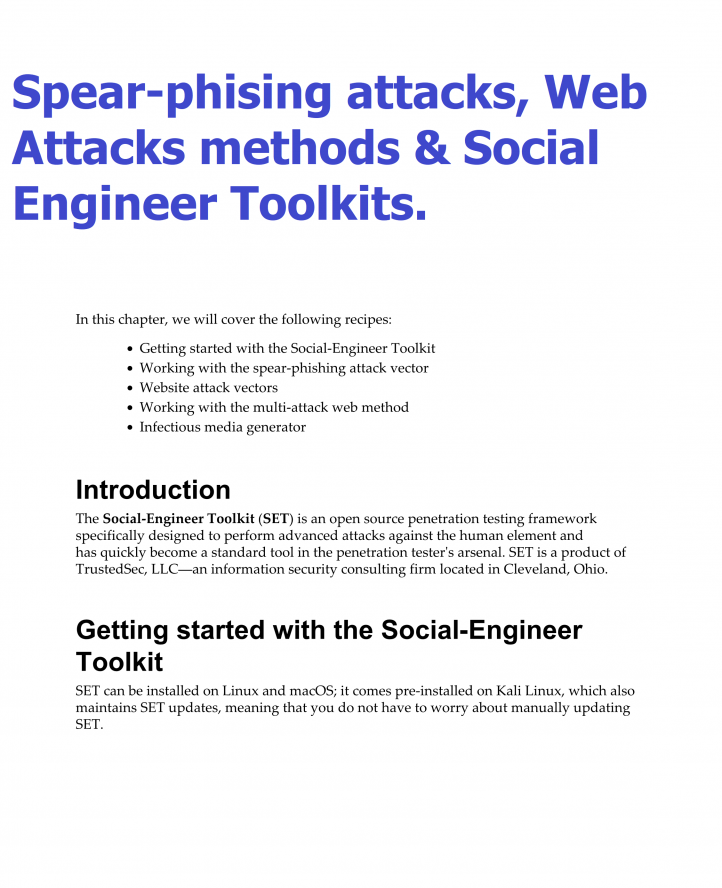 Spear-phising attacks, Web
Attacks methods & Social
Engineer Toolkits.
In this chapter, we will cover the following recipes:
• Getting started with the Social-Engineer Toolkit
• Working with the spear-phishing attack vector
• Website attack vectors
• Working with the multi-attack web method
• Infectious media generator
Introduction
The Social-Engineer Toolkit (SET) is an open source penetration testing framework
specifically designed to perform advanced attacks against the human element and
has quickly become a standard tool in the penetration tester's arsenal. SET is a product of
TrustedSec, LLC—an information security consulting firm located in Cleveland, Ohio.
Getting started with the Social-Engineer
Toolkit
SET can be installed on Linux and macOS; it comes pre-installed on Kali Linux, which also
maintains SET updates, meaning that you do not have to worry about manually updating
SET.